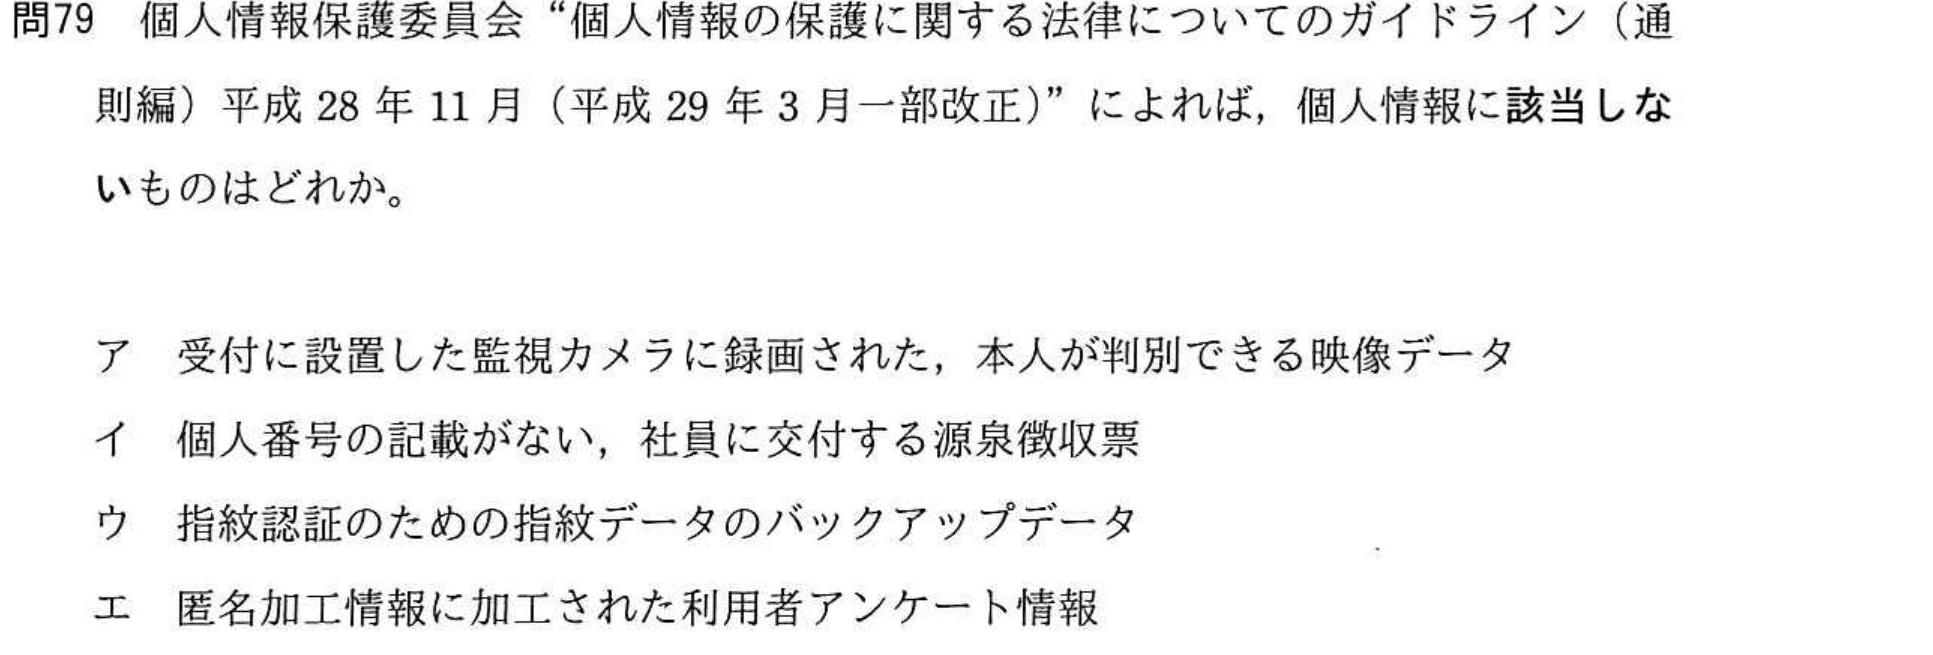 問79 個人情報保護委員会“個人情報の保護に関する法律についてのガイドライン（通
則編）平成 28 年 11 月（平成 29 年 3 月一部改正）”によれば，個人情報に該当しな
いものはどれか。
ア 受付に設置した監視カメラに録画された，本人が判別できる映像データ
イ 個人番号の記載がない，社員に交付する源泉徴収票
ウ 指紋認証のための指紋データのバックアップデータ
エ 匿名加工情報に加工された利用者アンケート情報